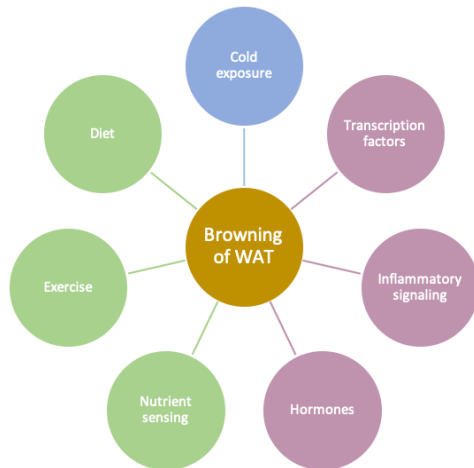 Cold
exposure
Transcription
factors
Inflammatory
signaling
Hormones
Nutrient
sensing
Exercise
Diet
Browning
of WAT